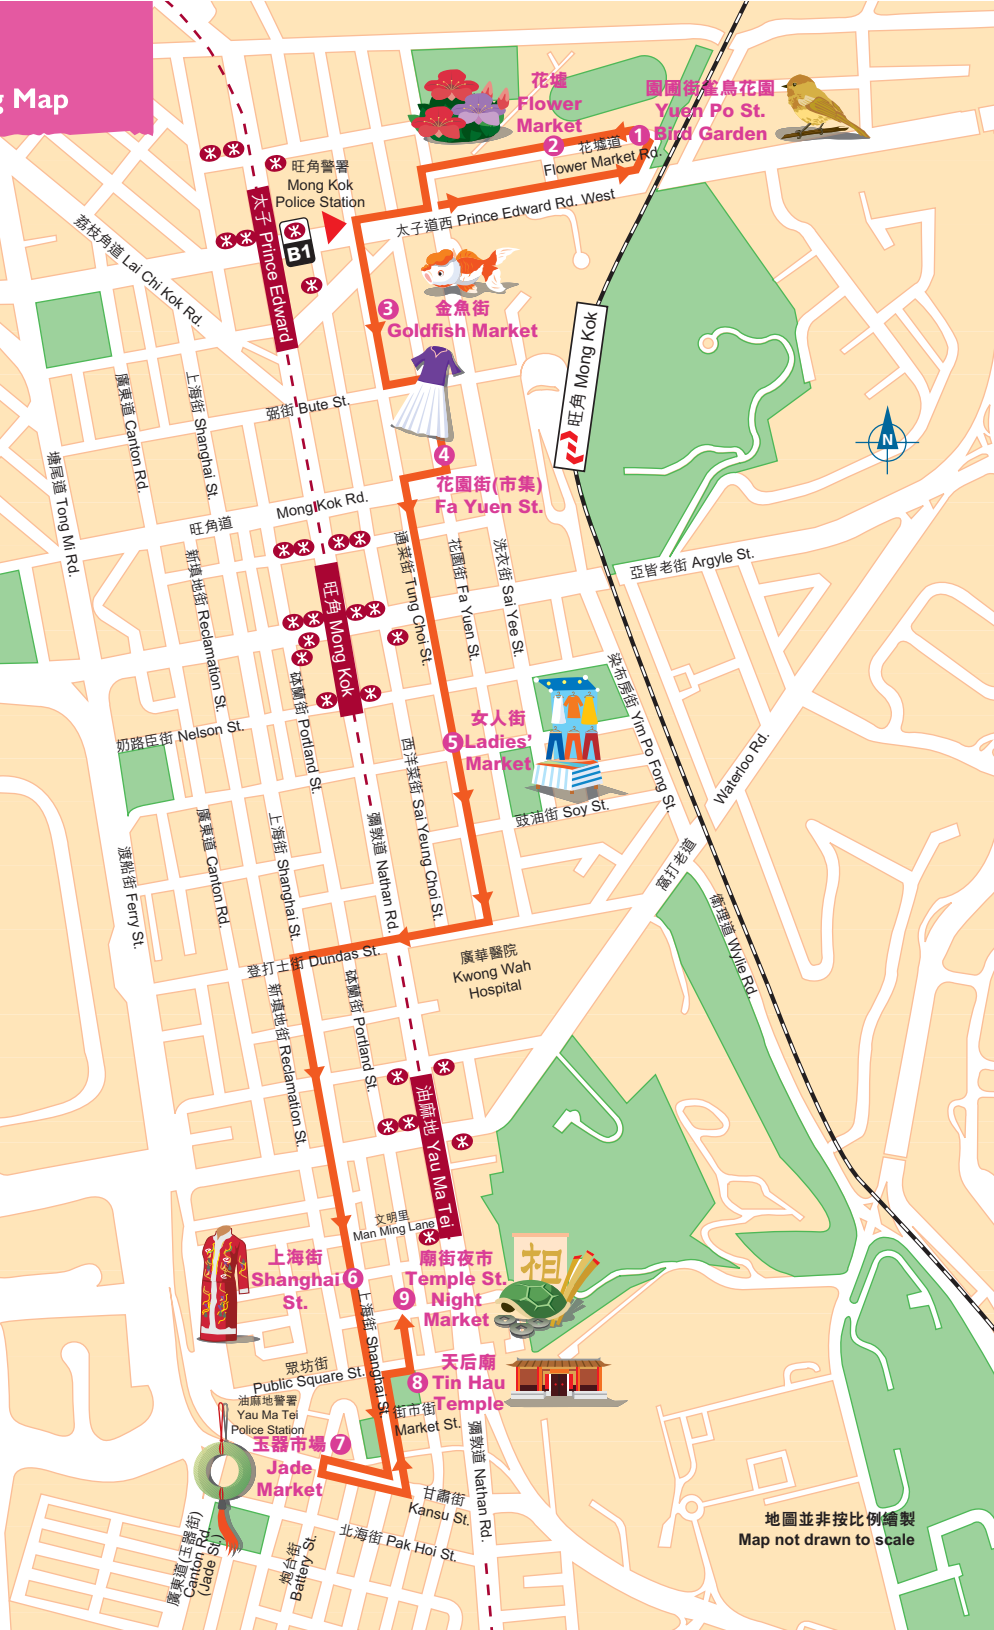 Map
花墟
Flower
Market
2
園圃街雀鳥花園
Yuen Po St.
Bird Garden
1
花墟道
Flower Market Rd.
旺角警署
Mong Kok
Police Station
太子 Prince Edward
B1
太子道西 Prince Edward Rd. West
荔枝角道 Lai Chi Kok Rd.
3
金魚街
Goldfish Market
旺角 Mong Kok
N
廣東道 Canton Rd.
上海街 Shanghai St.
弼街 Bute St.
塘尾道 Tong Mi Rd.
4
花園街(市集)
Fa Yuen St.
Mong Kok Rd.
旺角道
通菜街 Tung Choi St.
花園街 Fa Yuen St.
洗衣街 Sai Yee St.
亞皆老街 Argyle St.
新填地街 Reclamation St.
旺角 Mong Kok
砵蘭街 Portland St.
染布房街 Yim Po Fong St.
奶路臣街 Nelson St.
女人街
5
Ladies’
Market
西洋菜街 Sai Yeung Choi St.
Waterloo Rd.
窩打老道
豉油街 Soy St.
彌敦道 Nathan Rd.
廣東道 Canton Rd.
上海街 Shanghai St.
渡船街 Ferry St.
衛理道 Wylie Rd.
登打士街 Dundas St.
廣華醫院
Kwong Wah
Hospital
新填地街 Reclamation St.
砵蘭街 Portland St.
油麻地 Yau Ma Tei
文明里
Man Ming Lane
上海街
Shanghai
St.
6
廟街夜市
Temple St.
Night
Market
9
祖
上海街 Shanghai St.
眾坊街
Public Square St.
天后廟
8
Tin Hau
Temple
油麻地警署
Yau Ma Tei
Police Station
街市街
Market St.
玉器市場
7
Jade
Market
彌敦道 Nathan Rd.
甘肅街
Kansu St.
北海街 Pak Hoi St.
廣東道(玉器街)
Canton Rd.
(Jade St.)
炮台街
Battery St.
地圖並非按比例繪製
Map not drawn to scale